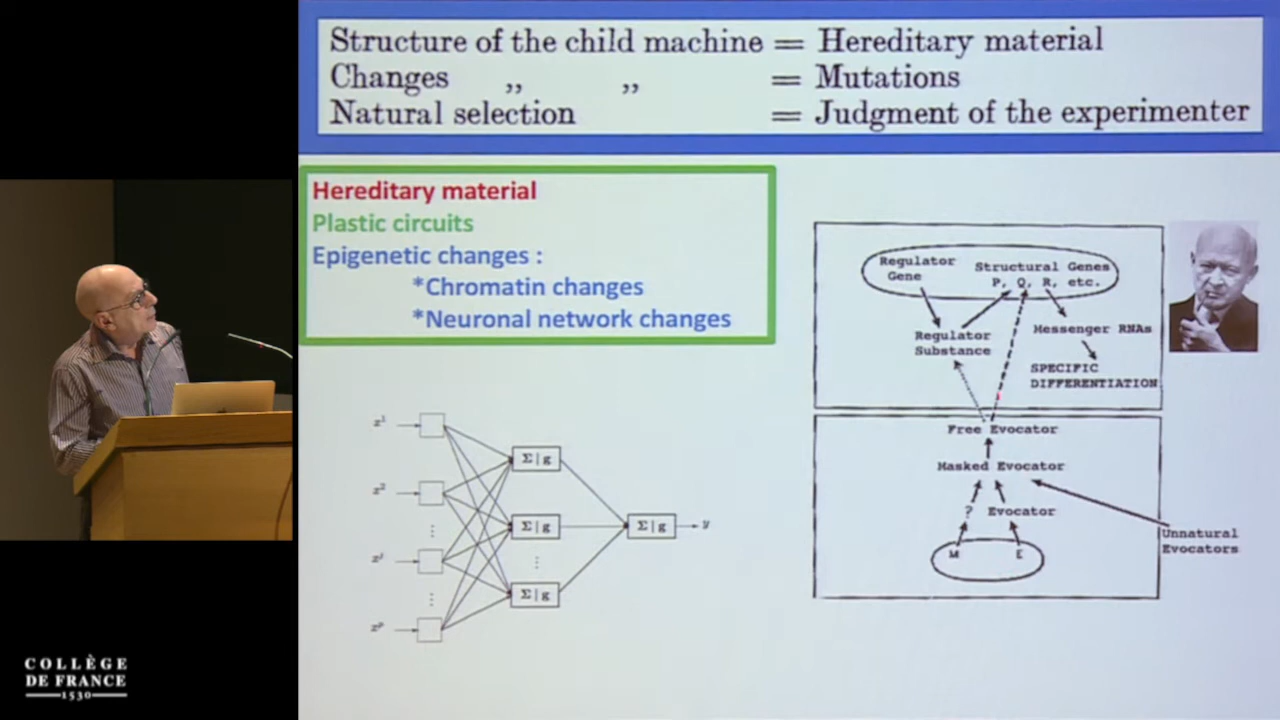 Structure of the child machine = Hereditary material
Changes ,, ,, = Mutations
Natural selection = Judgment of the experimenter
Hereditary material
Plastic circuits
Epigenetic changes :
*Chromatin changes
*Neuronal network changes
Regulator
Gene
Structural Genes
P, Q, R, etc.
Regulator
Substance
Messenger RNAs
SPECIFIC
DIFFERENTIATION
Free Evocator
Masked Evocator
? Evocator
M E
Unnatural
Evocators
z¹
Σ|g
z²
Σ|g
Σ|g
y
Σ|g
COLLÈGE
DE FRANCE
1530